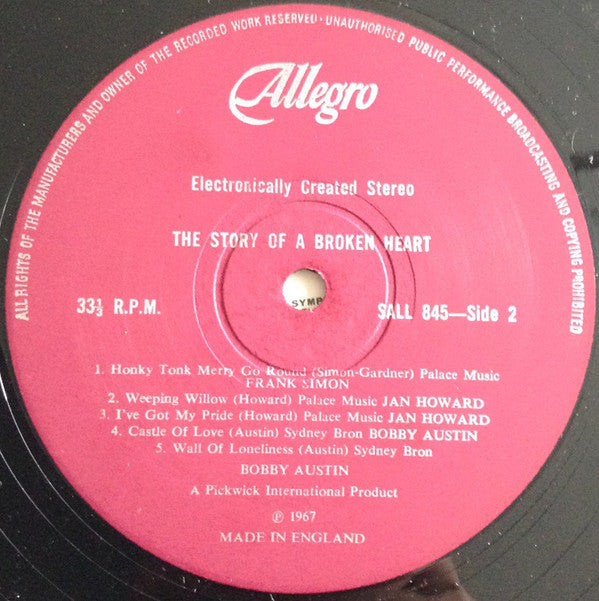 ALL RIGHTS OF THE MANUFACTURERS AND OWNER OF THE RECORDED WORK RESERVED · UNAUTHORISED PUBLIC PERFORMANCE BROADCASTING AND COPYING PROHIBITED
Allegro
Electronically Created Stereo
THE STORY OF A BROKEN HEART
SYMP
33⅓ R.P.M. SALL 845—Side 2
1. Honky Tonk Merry Go Round (Simon-Gardner) Palace Music
FRANK SIMON
2. Weeping Willow (Howard) Palace Music JAN HOWARD
3. I've Got My Pride (Howard) Palace Music JAN HOWARD
4. Castle Of Love (Austin) Sydney Bron BOBBY AUSTIN
5. Wall Of Loneliness (Austin) Sydney Bron
BOBBY AUSTIN
A Pickwick International Product
℗ 1967
MADE IN ENGLAND